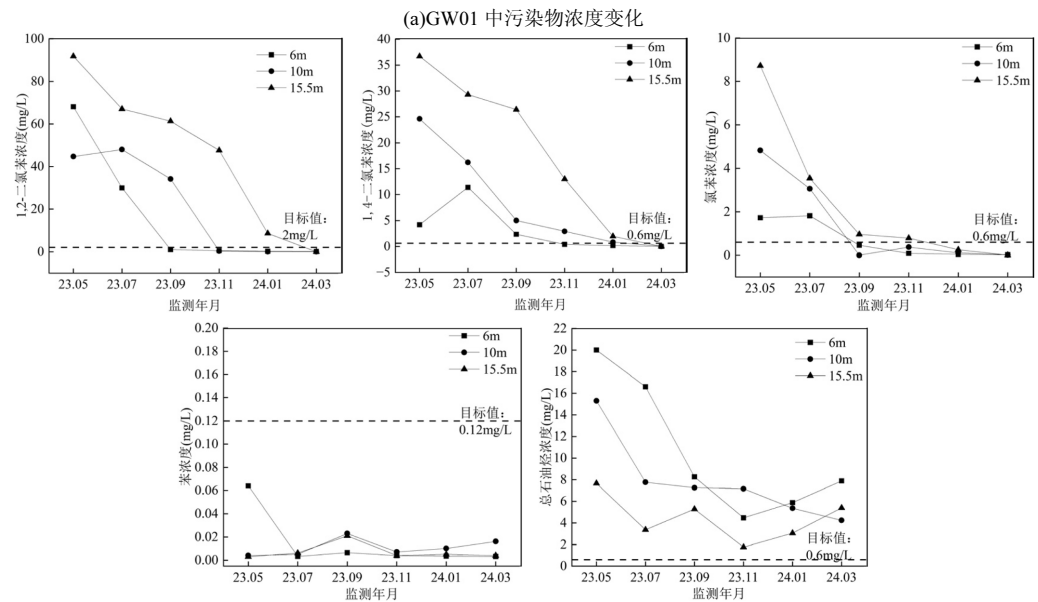 (a)GW01 中污染物浓度变化
1,2-二氯苯浓度(mg/L)
100
80
60
40
20
0
6m
10m
15.5m
目标值：
2mg/L
23.05 23.07 23.09 23.11 24.01 24.03
监测年月
1, 4-二氯苯浓度(mg/L)
40
35
30
25
20
15
10
5
0
-5
6m
10m
15.5m
目标值：
0.6mg/L
23.05 23.07 23.09 23.11 24.01 24.03
监测年月
氯苯浓度(mg/L)
10
8
6
4
2
0
6m
10m
15.5m
目标值：
0.6mg/L
23.05 23.07 23.09 23.11 24.01 24.03
监测年月
苯浓度(mg/L)
0.20
0.18
0.16
0.14
0.12
0.10
0.08
0.06
0.04
0.02
0.00
6m
10m
15.5m
目标值：
0.12mg/L
23.05 23.07 23.09 23.11 24.01 24.03
监测年月
总石油烃浓度(mg/L)
22
20
18
16
14
12
10
8
6
4
2
0
6m
10m
15.5m
目标值：
0.6mg/L
23.05 23.07 23.09 23.11 24.01 24.03
监测年月